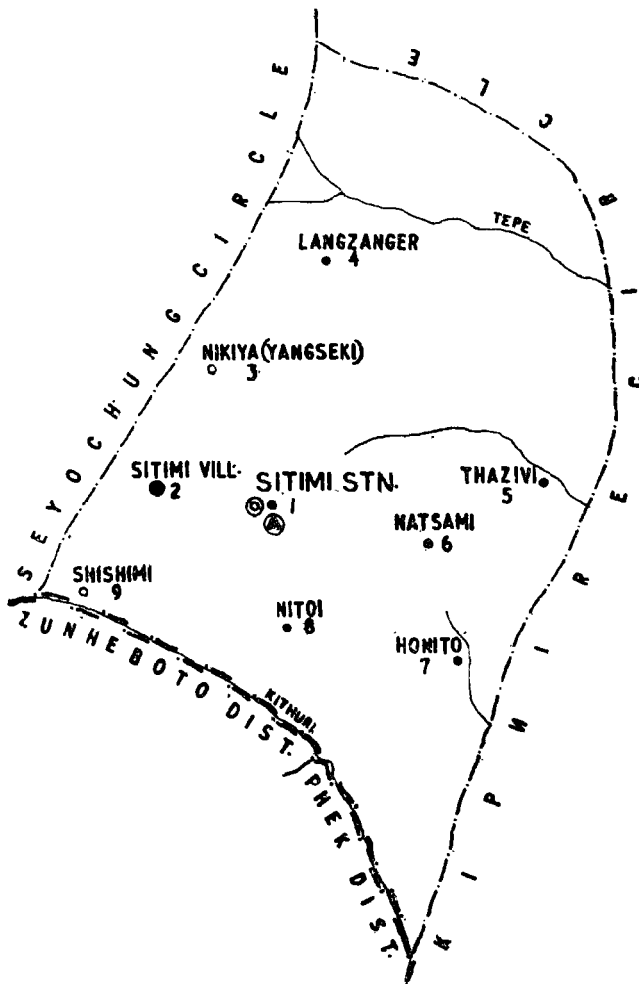 SEYOCHUNG CIRCLE
KIPHIRE CIRCLE
TEPE
LANGZANGER
4
NIKIYA (YANGSEKI)
3
SITIMI VILL.
2
SITIMI STN.
1
THAZIVI
5
NATSAMI
6
SHISHIMI
9
NITOI
8
HONITO
7
ZUNHEBOTO DIST.
PHEK DIST.